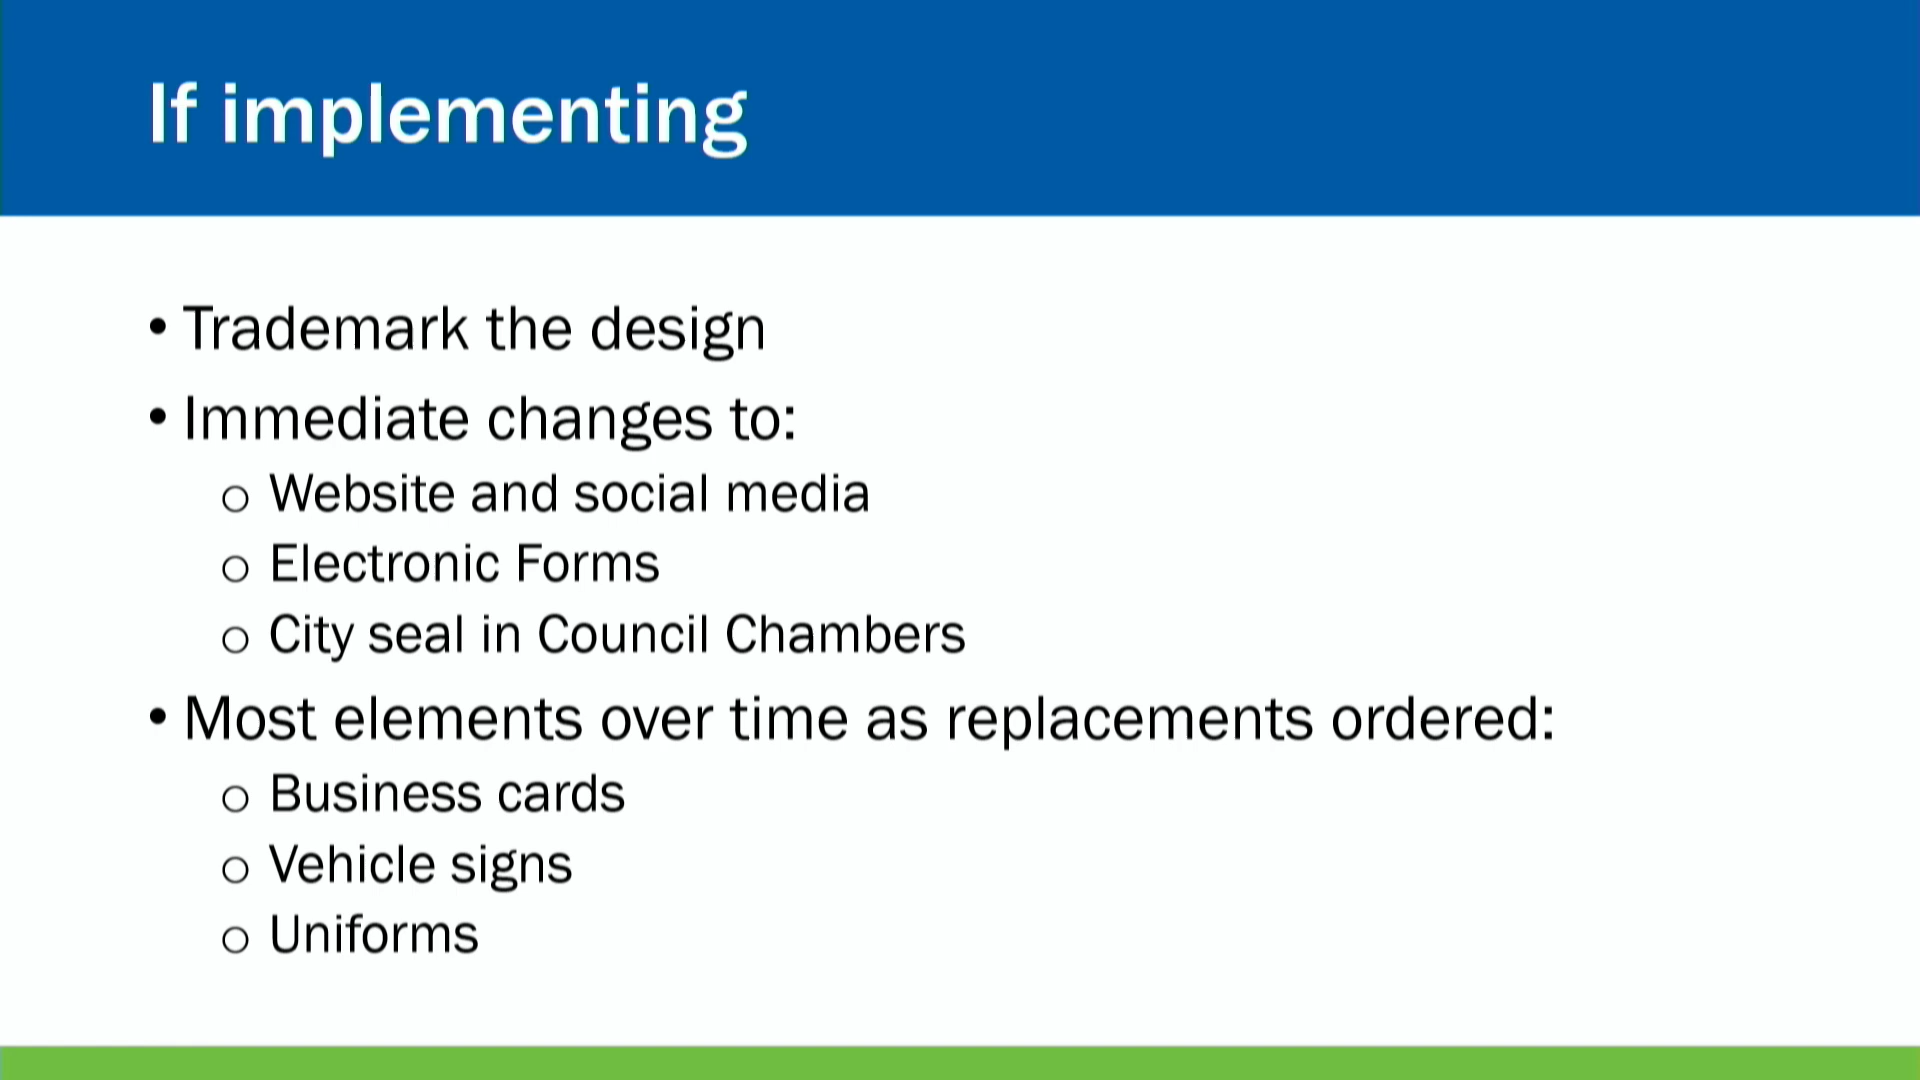 If implementing
• Trademark the design
• Immediate changes to:
o Website and social media
o Electronic Forms
o City seal in Council Chambers
• Most elements over time as replacements ordered:
o Business cards
o Vehicle signs
o Uniforms